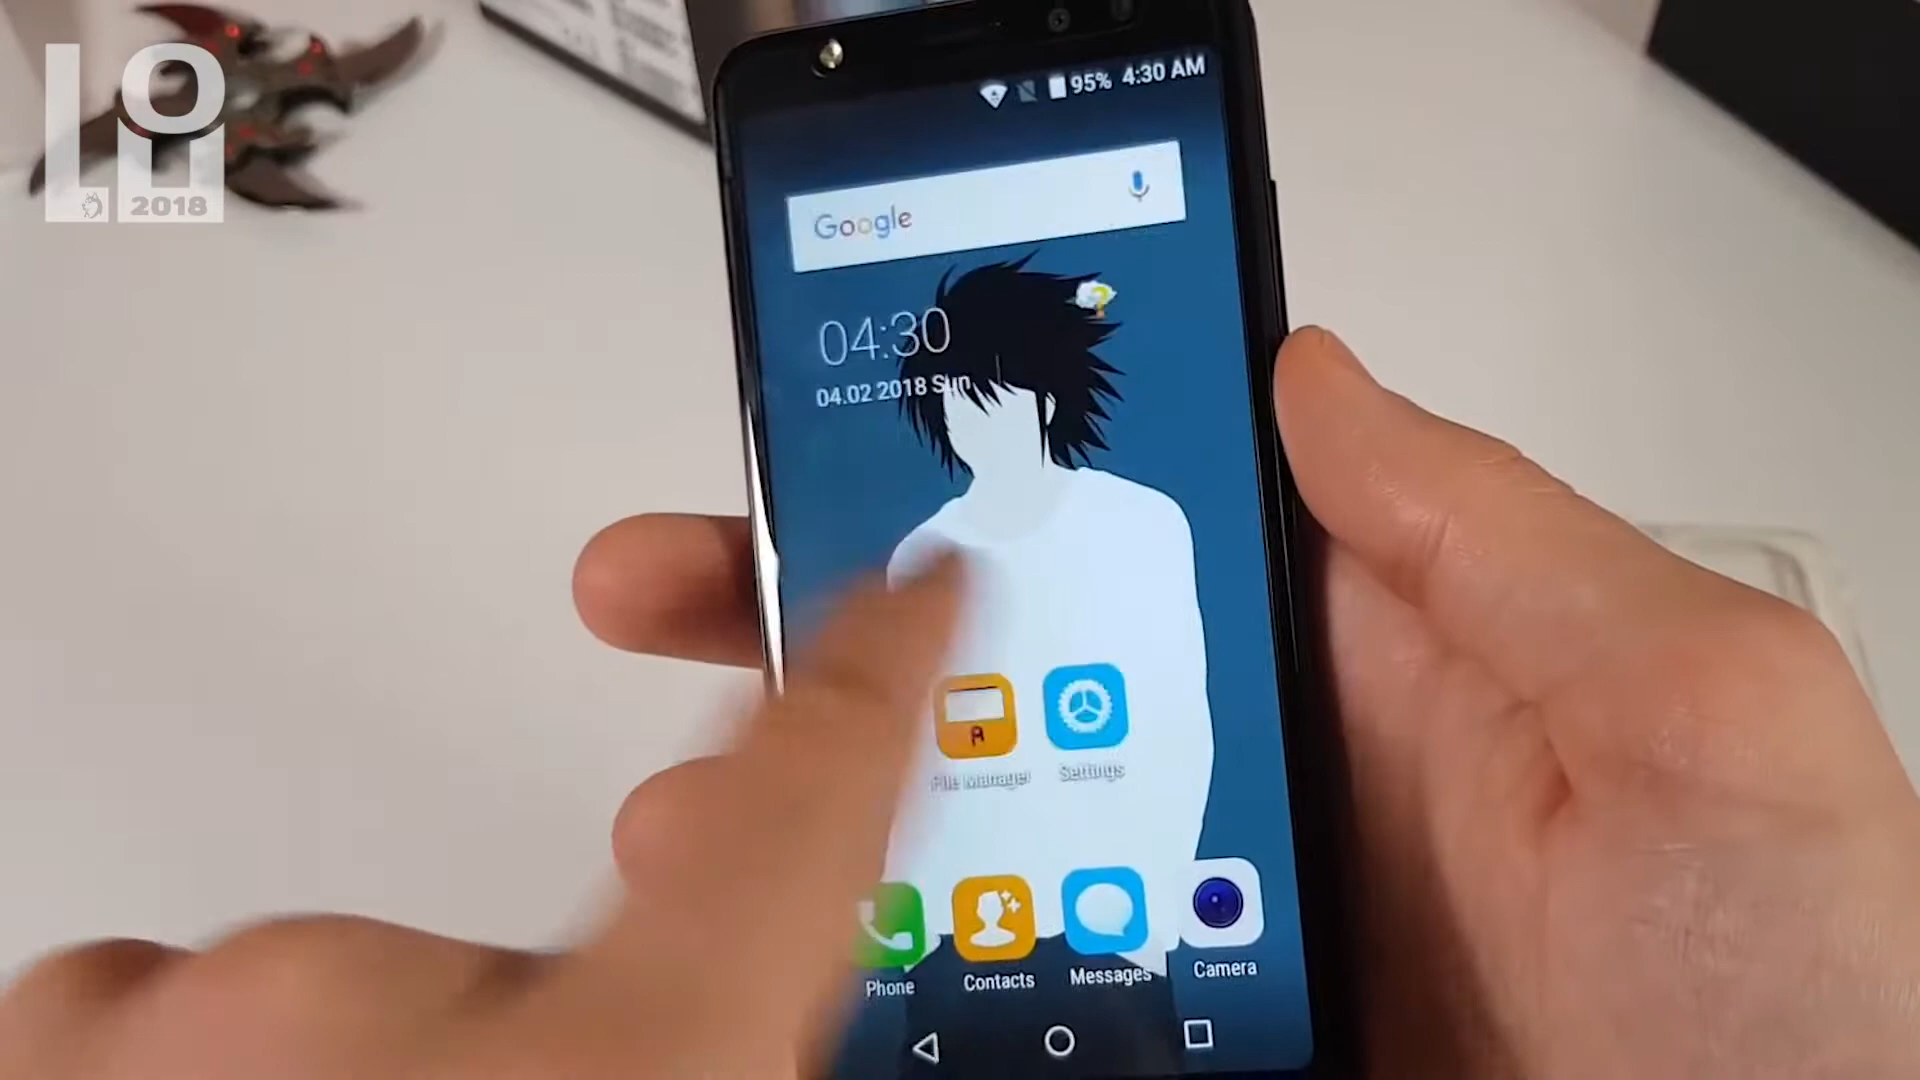 LOH
2018
95% 4:30 AM
Google
04:30
04.02 2018 Sun
File Manager
Settings
Phone
Contacts
Messages
Camera